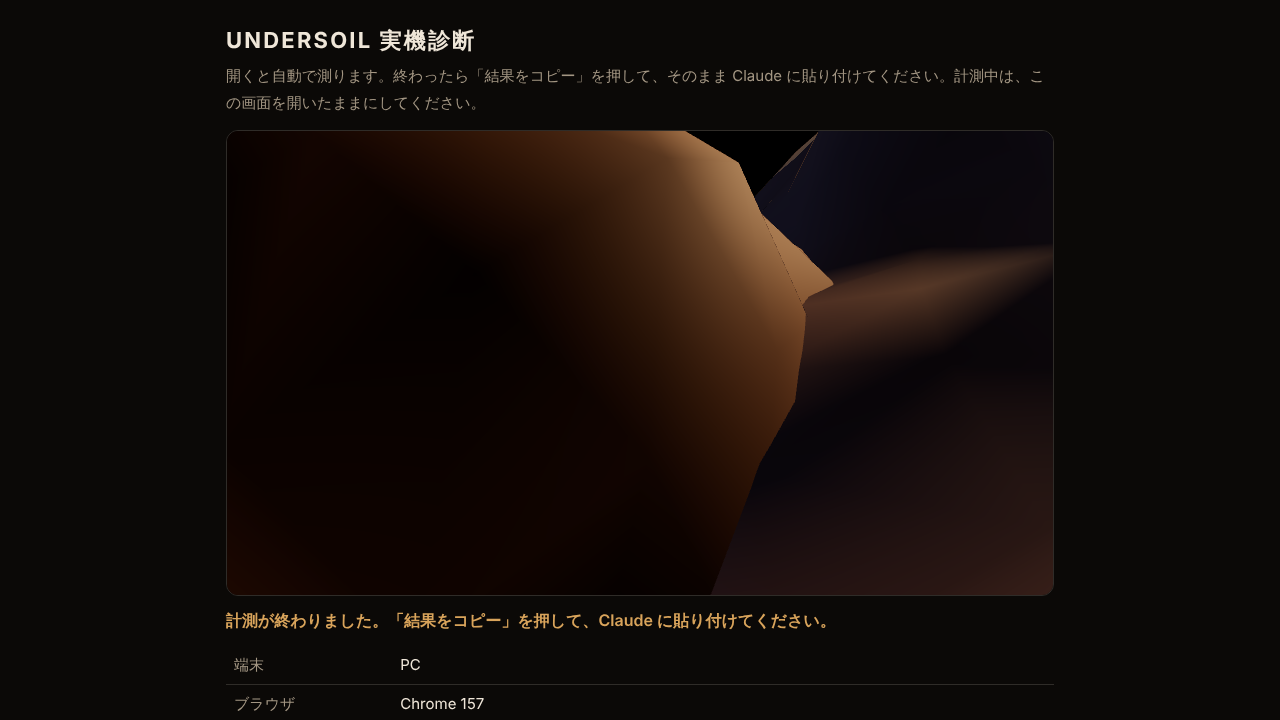 UNDERSOIL 実機診断
開くと自動で測ります。終わったら「結果をコピー」を押して、そのまま Claude に貼り付けてください。計測中は、こ
の画面を開いたままにしてください。
計測が終わりました。「結果をコピー」を押して、Claude に貼り付けてください。
端末 PC
ブラウザ Chrome 157